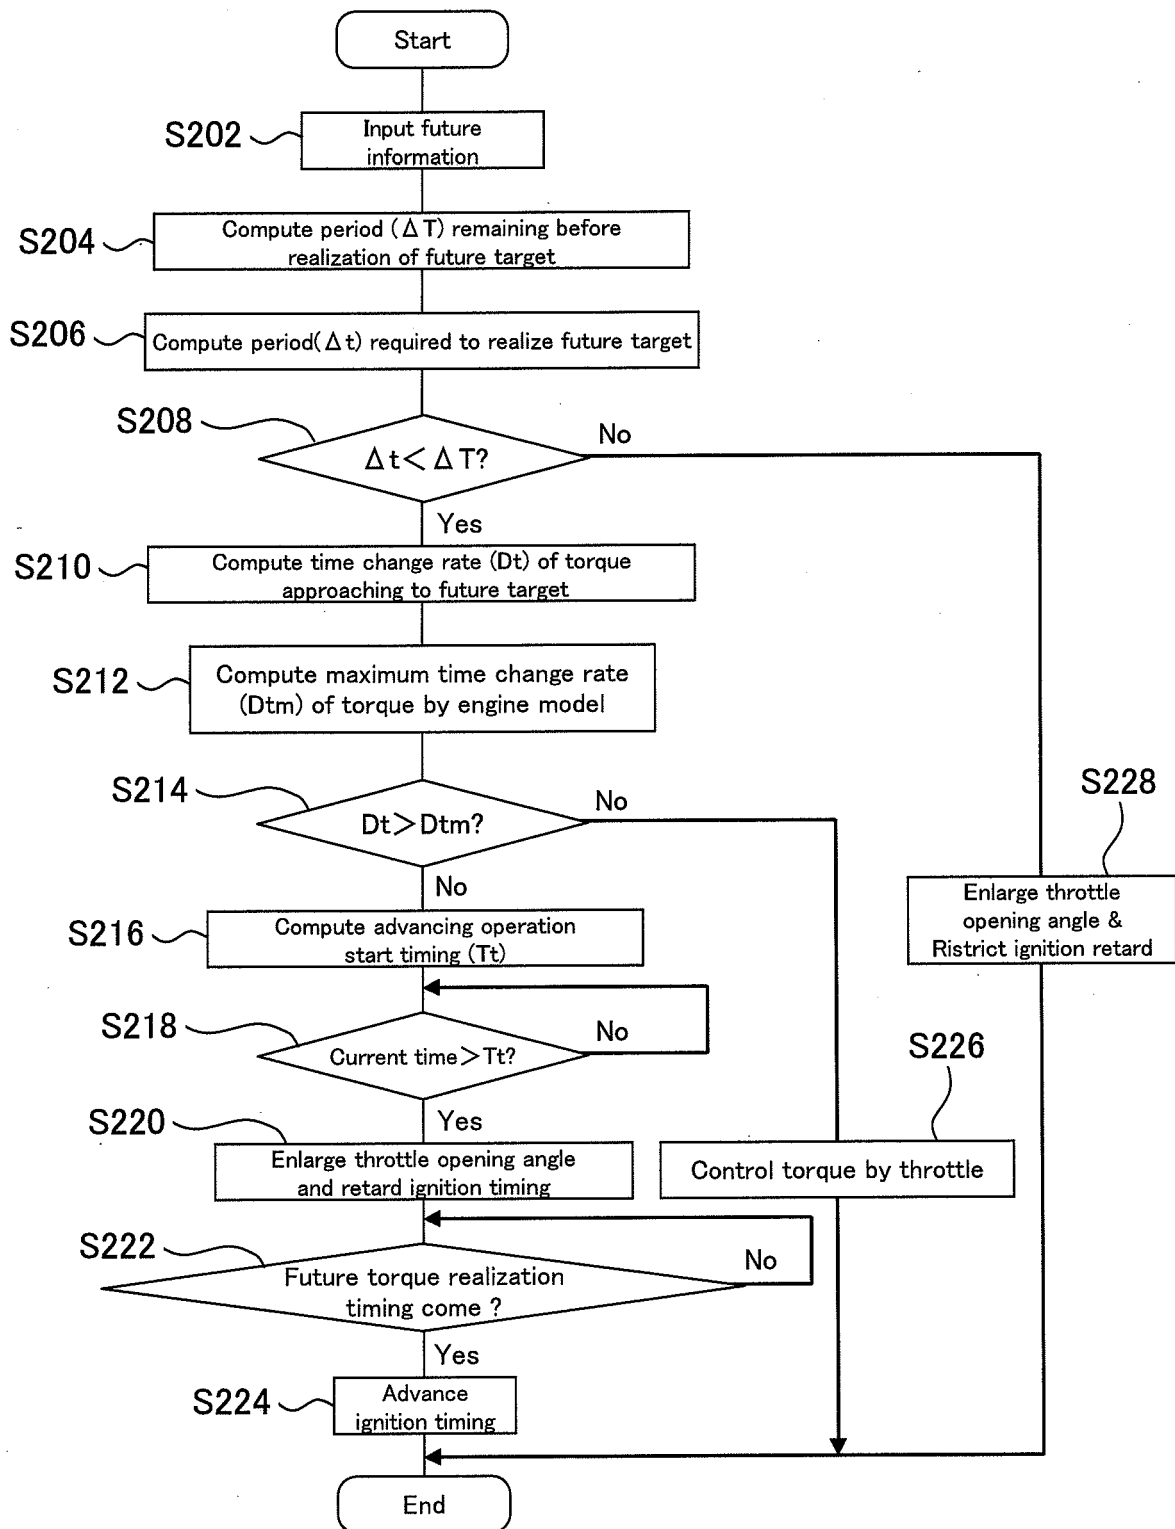 Start
S202
Input future
information
S204
Compute period (ΔT) remaining before
realization of future target
S206
Compute period(Δt) required to realize future target
S208
Δt<ΔT?
No
Yes
S210
Compute time change rate (Dt) of torque
approaching to future target
S212
Compute maximum time change rate
(Dtm) of torque by engine model
S214
Dt>Dtm?
No
No
S228
Enlarge throttle
opening angle &
Ristrict ignition retard
S216
Compute advancing operation
start timing (Tt)
S218
Current time>Tt?
No
Yes
S226
Control torque by throttle
S220
Enlarge throttle opening angle
and retard ignition timing
S222
Future torque realization
timing come ?
No
Yes
S224
Advance
ignition timing
End